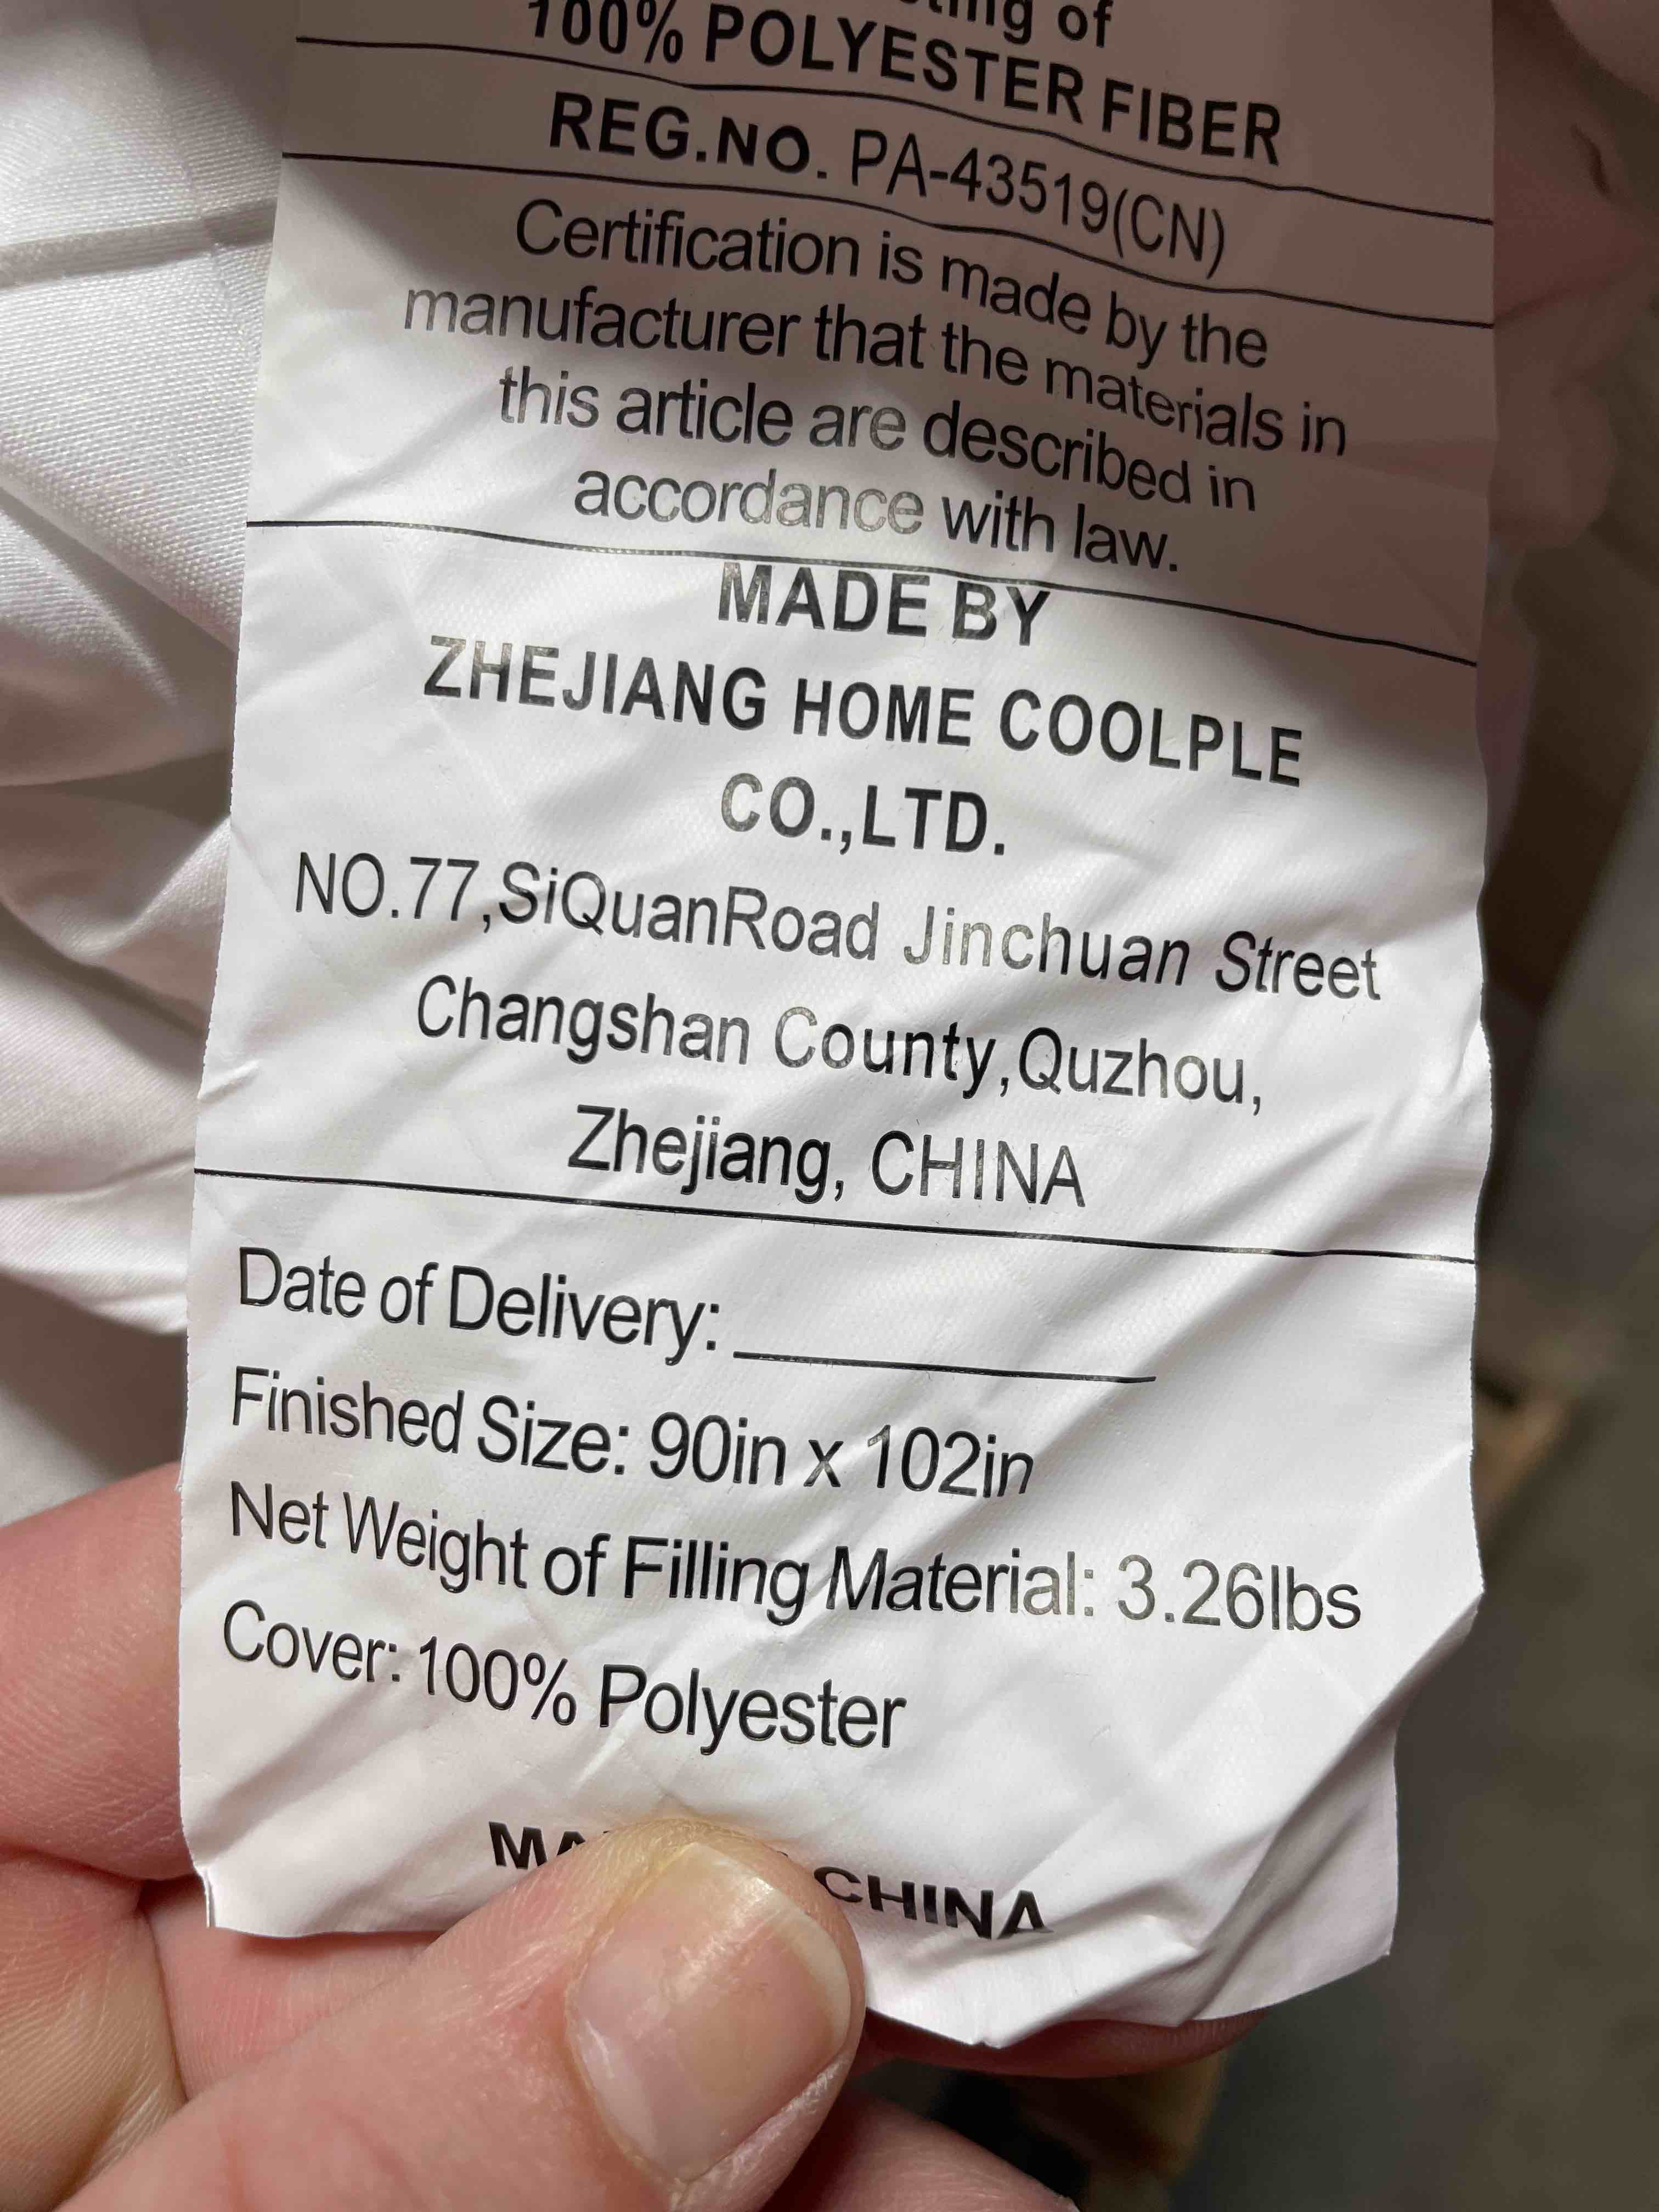 of
100% POLYESTER FIBER
REG.NO. PA-43519(CN)
Certification is made by the
manufacturer that the materials in
this article are described in
accordance with law.
MADE BY
ZHEJIANG HOME COOLPLE
CO.,LTD.
NO.77,SiQuanRoad Jinchuan Street
Changshan County,Quzhou,
Zhejiang, CHINA
Date of Delivery:
Finished Size: 90in x 102in
Net Weight of Filling Material: 3.26lbs
Cover: 100% Polyester
CHINA